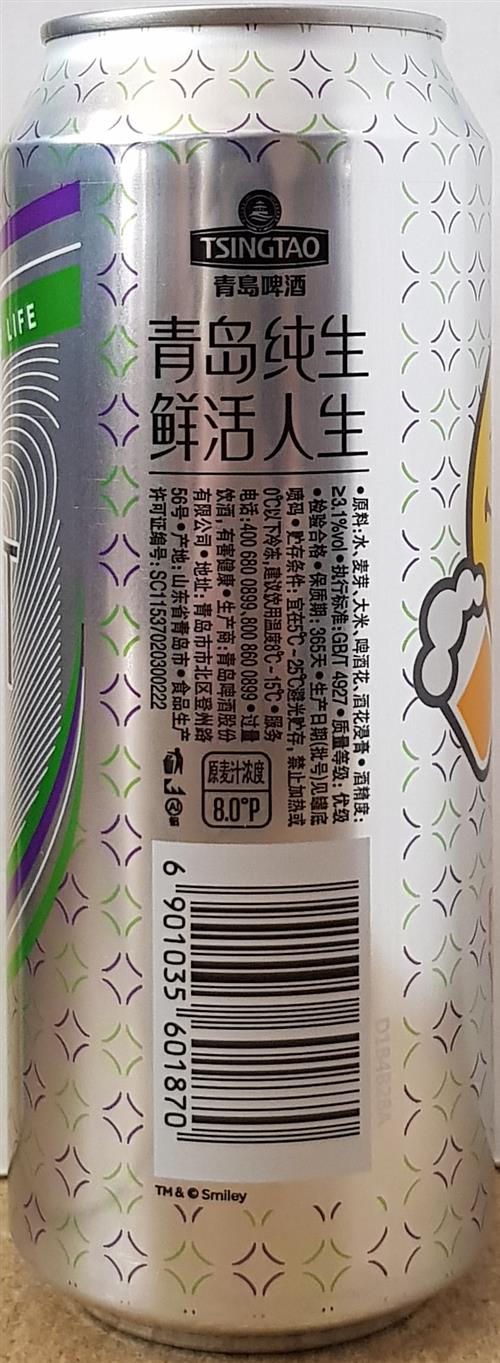 LIFE
TSINGTAO
青島啤酒
青岛纯生
鲜活人生
•原料:水、麦芽、大米、啤酒花、酒花浸膏•酒精度:
≥3.1%vol•执行标准:GB/T 4927•质量等级:优级
•检验合格•保质期:365天•生产日期(批号)见罐底
喷码•贮存条件:宜在5℃~25℃避光贮存,禁止加热或
0℃以下冷冻,建议饮用温度8℃-15℃•服务
电话:400 680 0899,800 860 0899•过量
饮酒,有害健康•生产商:青岛啤酒股份
有限公司•地址:青岛市市北区登州路
56号•产地:山东省青岛市•食品生产
许可证编号:SC11537020300222
原麦汁浓度
8.0°P
6 901035 601870
TM & © Smiley